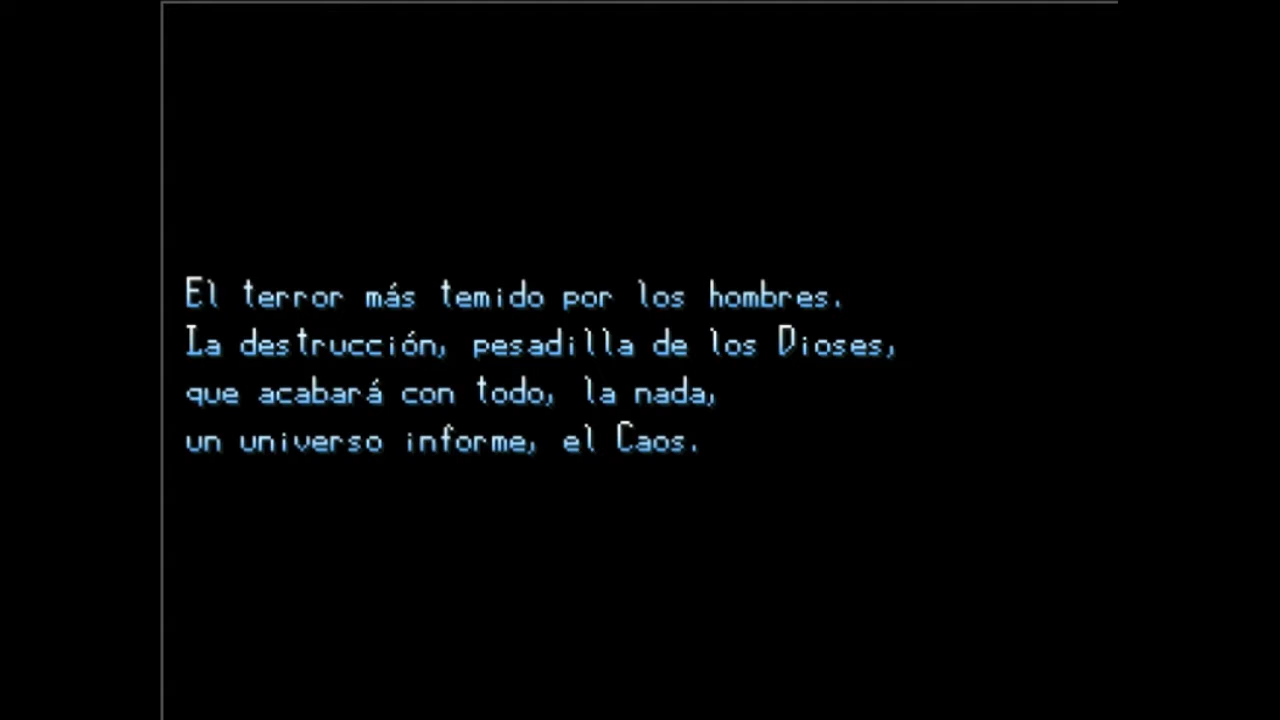 El terror más temido por los hombres.
La destrucción, pesadilla de los Dioses,
que acabará con todo, la nada,
un universo informe, el Caos.